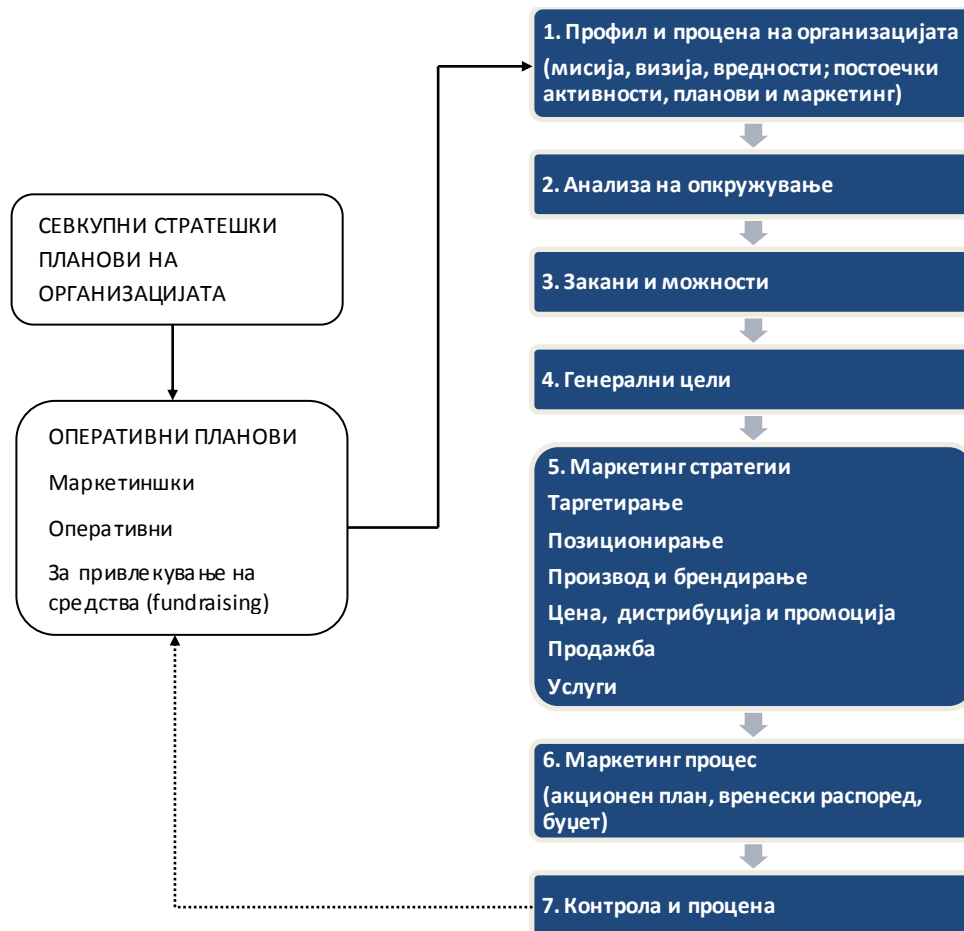 СЕВКУПНИ СТРАТЕШКИ
ПЛАНОВИ НА
ОРГАНИЗАЦИЈАТА
ОПЕРАТИВНИ ПЛАНОВИ
Маркетиншки
Оперативни
За привлекување на
средства (fundraising)
1. Профил и процена на организацијата
(мисија, визија, вредности; постоечки
активности, планови и маркетинг)
2. Анализа на опкружување
3. Закани и можности
4. Генерални цели
5. Маркетинг стратегии
Таргетирање
Позиционирање
Производ и брендирање
Цена, дистрибуција и промоција
Продажба
Услуги
6. Маркетинг процес
(акционен план, вренески распоред,
буџет)
7. Контрола и процена